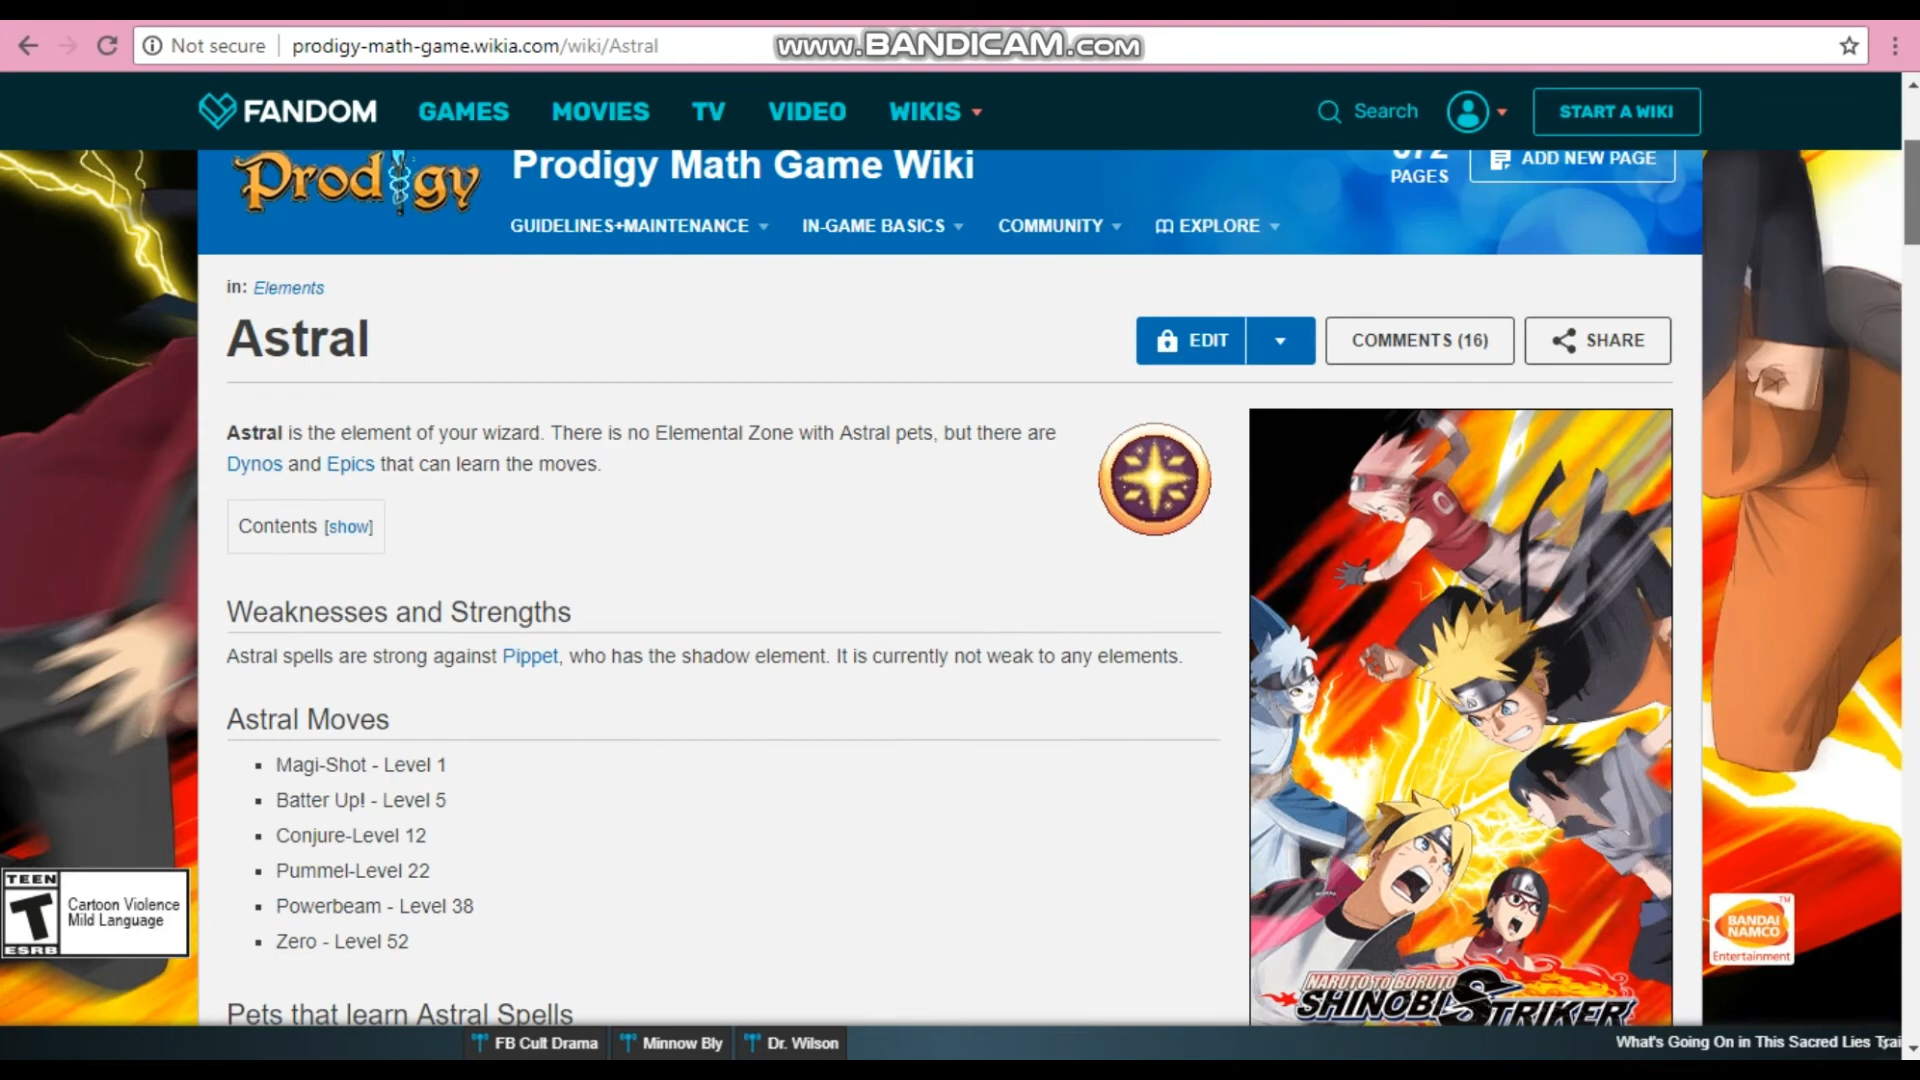 Not secure prodigy-math-game.wikia.com/wiki/Astral
www.BANDICAM.com
FANDOM GAMES MOVIES TV VIDEO WIKIS Search START A WIKI
Prodigy Prodigy Math Game Wiki
PAGES
ADD NEW PAGE
GUIDELINES+MAINTENANCE IN-GAME BASICS COMMUNITY EXPLORE
in: Elements
Astral
EDIT COMMENTS (16) SHARE
Astral is the element of your wizard. There is no Elemental Zone with Astral pets, but there are
Dynos and Epics that can learn the moves.
Contents [show]
Weaknesses and Strengths
Astral spells are strong against Pippet, who has the shadow element. It is currently not weak to any elements.
Astral Moves
Magi-Shot - Level 1
Batter Up! - Level 5
Conjure-Level 12
Pummel-Level 22
Powerbeam - Level 38
Zero - Level 52
Pets that learn Astral Spells
TEEN
T
ESRB
Cartoon Violence
Mild Language
NARUTO TO BORUTO
SHINOBI STRIKER
BANDAI
NAMCO
Entertainment
TM
FB Cult Drama Minnow Bly Dr. Wilson
What's Going On in This Sacred Lies Trai